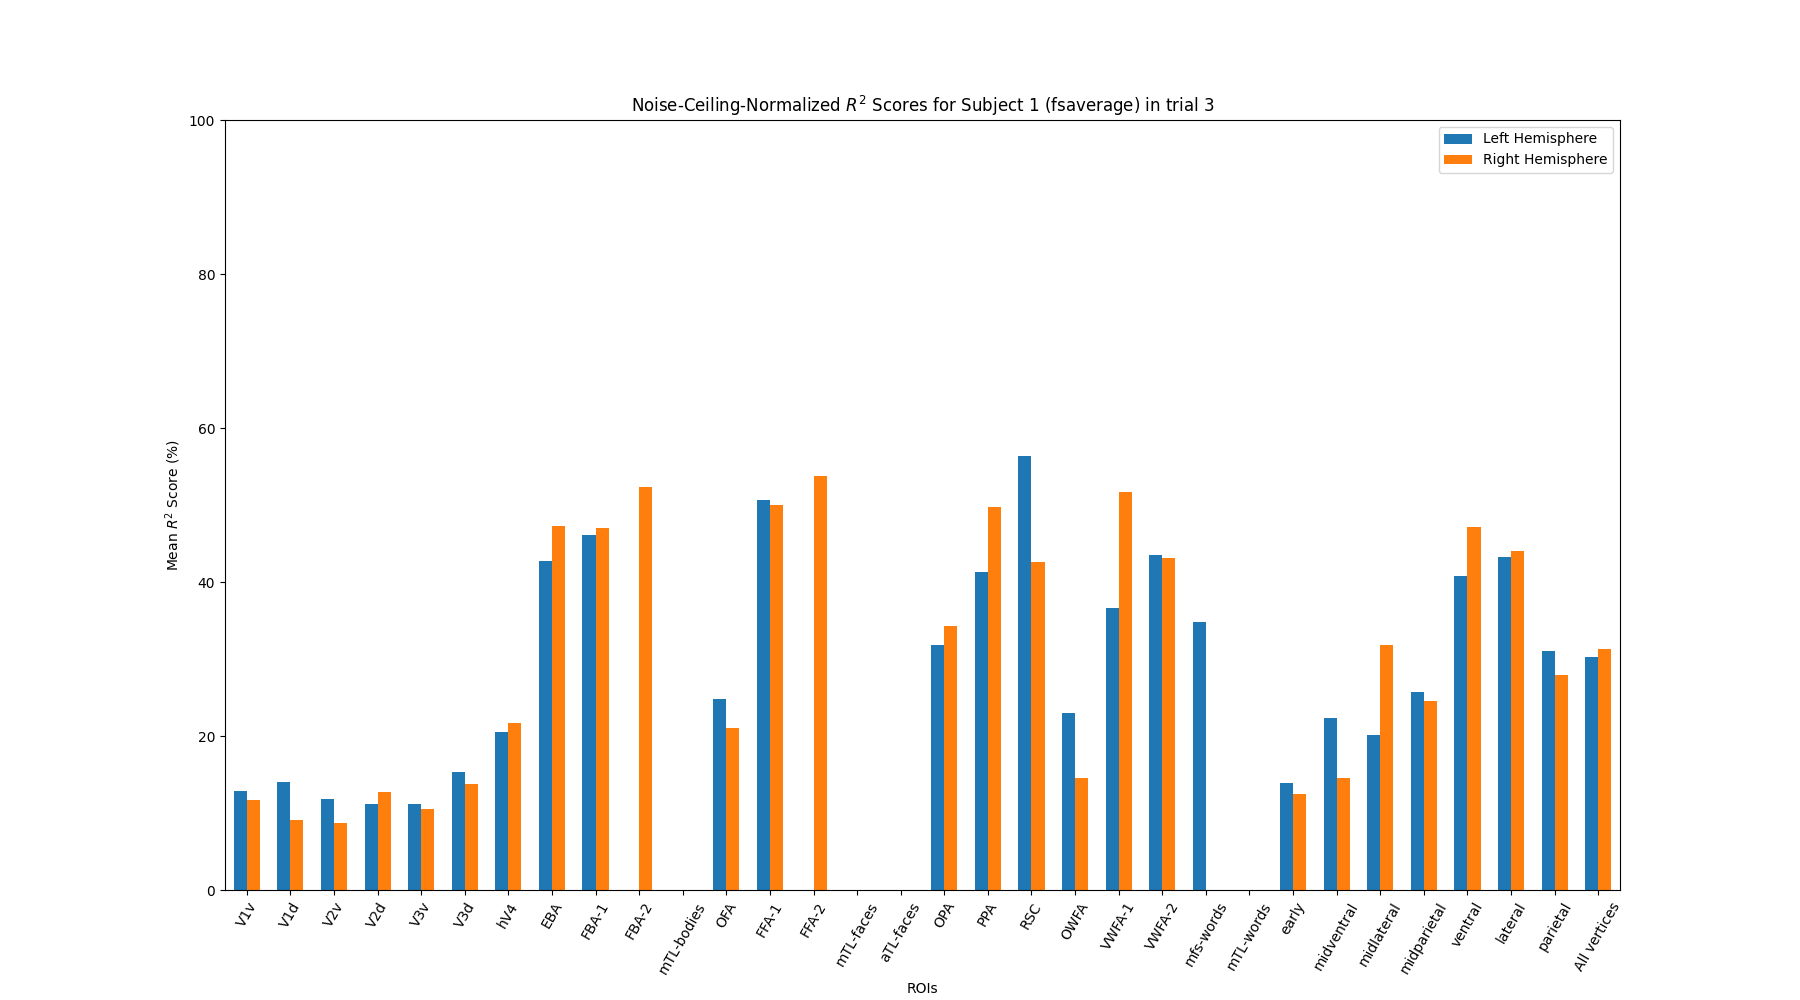 Noise-Ceiling-Normalized R² Scores for Subject 1 (fsaverage) in trial 3
Left Hemisphere
Right Hemisphere
100
80
60
40
20
0
Mean R² Score (%)
V1v
V1d
V2v
V2d
V3v
V3d
hV4
EBA
FBA-1
FBA-2
mTL-bodies
OFA
FFA-1
FFA-2
mTL-faces
aTL-faces
OPA
PPA
RSC
OWFA
VWFA-1
VWFA-2
mfs-words
mTL-words
early
midventral
midlateral
midparietal
ventral
lateral
parietal
All vertices
ROIs